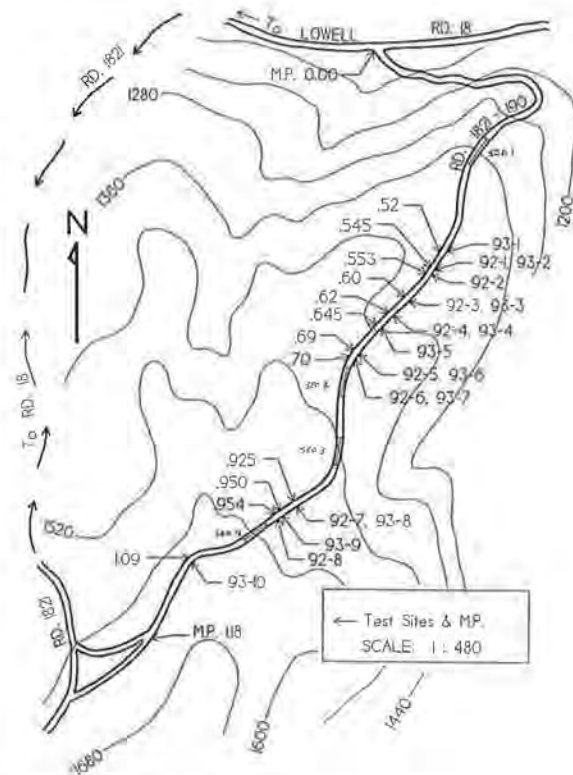 To
LOWELL
RD. 18
M.P. 0.00
RD. 1821
1280
RD. 1821 - 190
1200
1360
N
.52
93-1
.545
92-1, 93-2
.553
92-2
.60
92-3, 93-3
.62
92-4, 93-4
.645
93-5
.69
92-5, 93-6
.70
92-6, 93-7
To RD. 18
.925
92-7, 93-8
.950
93-9
.954
92-8
1520
1.09
93-10
← Test Sites & M.P.
SCALE: 1 : 480
RD. 1821
M.P. 1.18
1680
1600
1440